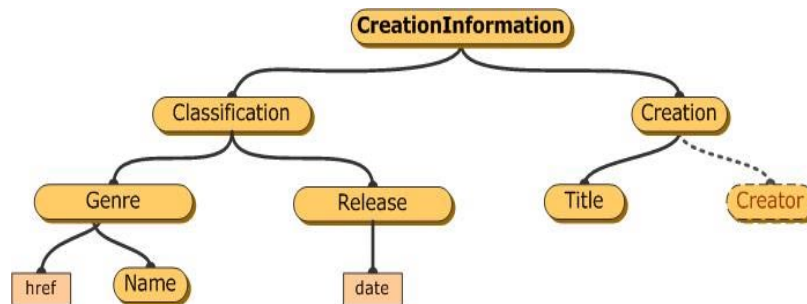 CreationInformation
Classification
Creation
Genre
Release
Title
Creator
href
Name
date